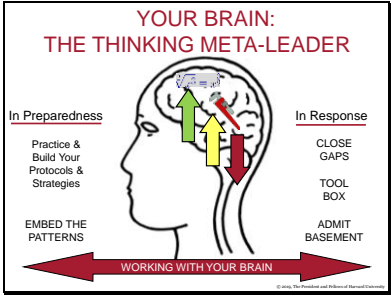 YOUR BRAIN:
THE THINKING META-LEADER
In Preparedness
Practice &
Build Your
Protocols &
Strategies
EMBED THE
PATTERNS
In Response
CLOSE
GAPS
TOOL
BOX
ADMIT
BASEMENT
WORKING WITH YOUR BRAIN
The President and Fellows of Harvard University